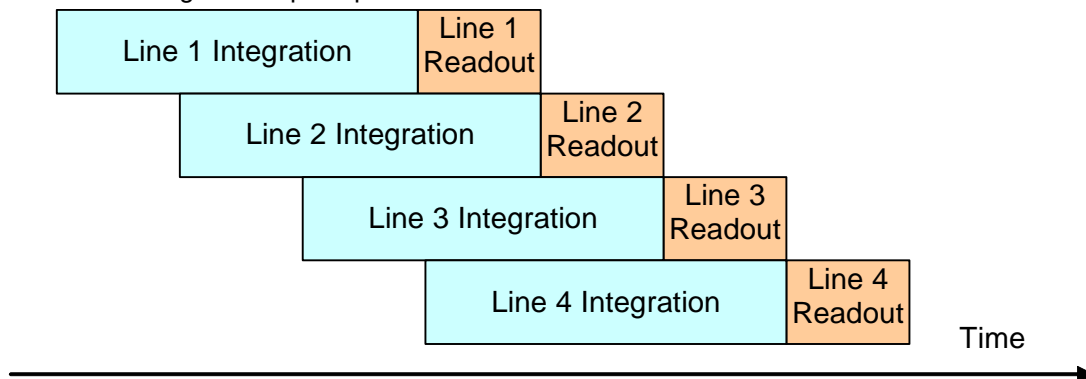 Line 1 Integration
Line 1
Readout
Line 2 Integration
Line 2
Readout
Line 3 Integration
Line 3
Readout
Line 4 Integration
Line 4
Readout
Time